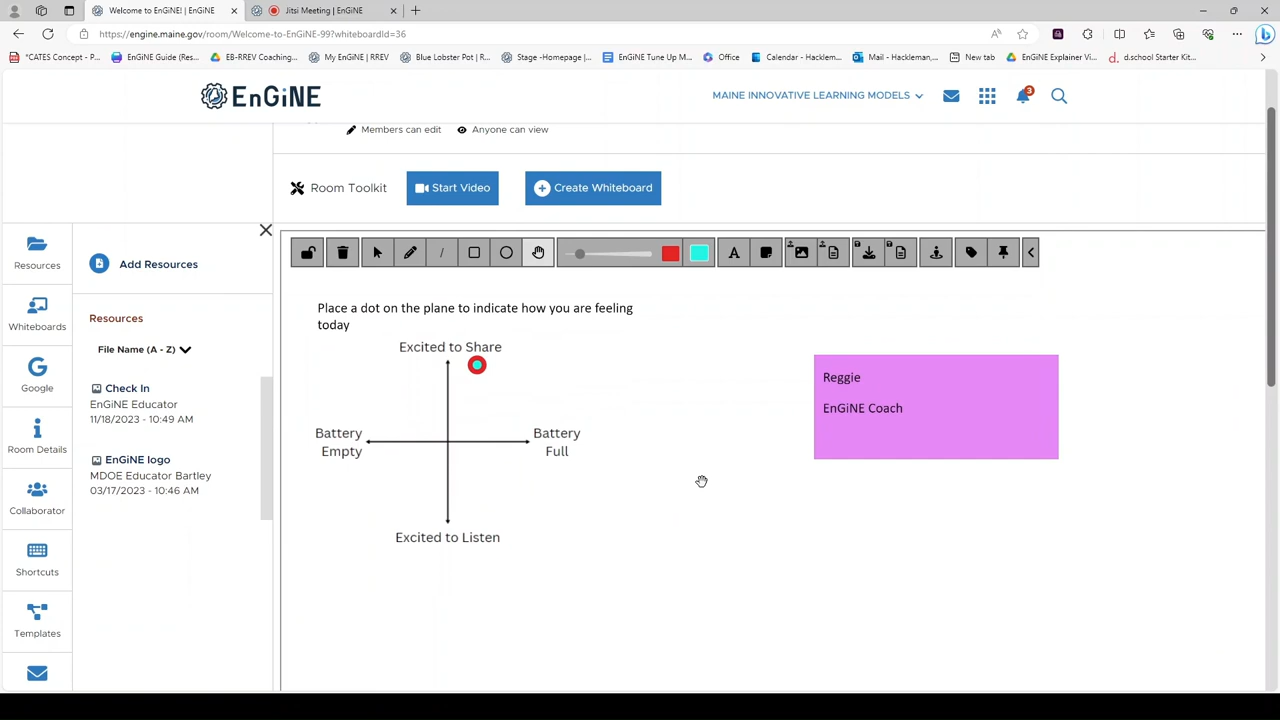 Welcome to EnGiNE! | EnGiNE
Jitsi Meeting | EnGiNE
https://engine.maine.gov/room/Welcome-to-EnGiNE-99?whiteboardId=36
*CATES Concept - P...
EnGiNE Guide (Res...
EB-RREV Coaching...
My EnGiNE | RREV
Blue Lobster Pot | R...
Stage -Homepage |...
EnGiNE Tune Up M...
Office
Calendar - Hacklem...
Mail - Hackleman,...
New tab
EnGiNE Explainer Vi...
d.school Starter Kit...
EnGiNE
MAINE INNOVATIVE LEARNING MODELS
3
Members can edit
Anyone can view
Room Toolkit
Start Video
Create Whiteboard
Resources
Whiteboards
Google
Room Details
Collaborator
Shortcuts
Templates
Add Resources
Resources
File Name (A - Z)
Check In
EnGiNE Educator
11/18/2023 - 10:49 AM
EnGiNE logo
MDOE Educator Bartley
03/17/2023 - 10:46 AM
A
Place a dot on the plane to indicate how you are feeling
today
Excited to Share
Battery
Empty
Battery
Full
Excited to Listen
Reggie
EnGiNE Coach